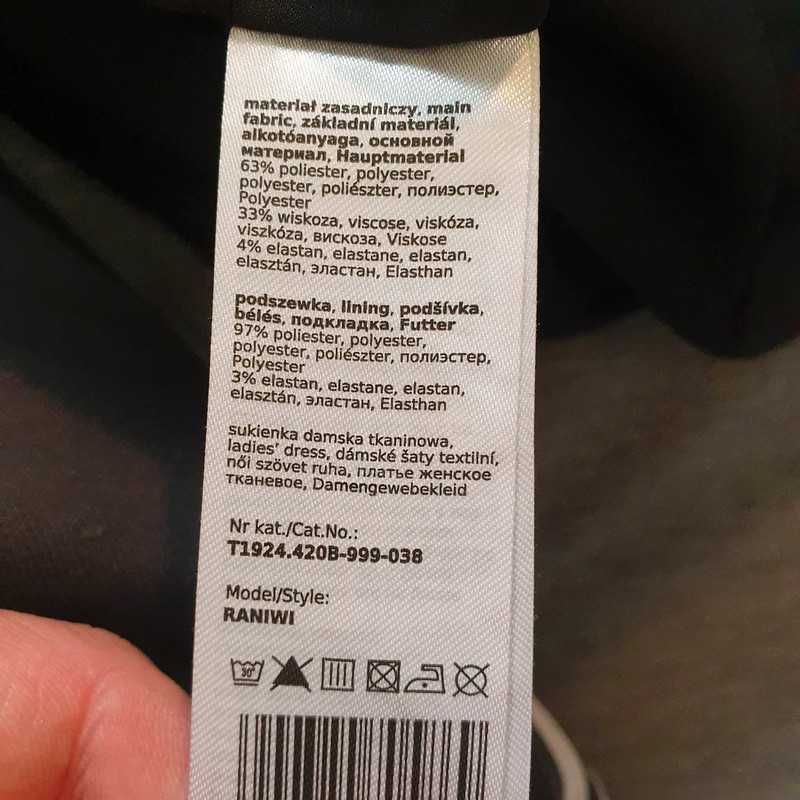 materiał zasadniczy, main
fabric, základní materiál,
alkotóanyaga, основной
материал, Hauptmaterial
63% poliester, polyester,
polyester, poliészter, полиэстер,
Polyester
33% wiskoza, viscose, viskóza,
viszkóza, вискоза, Viskose
4% elastan, elastane, elastan,
elasztán, эластан, Elasthan
podszewka, lining, podšívka,
bélés, подкладка, Futter
97% poliester, polyester,
polyester, poliészter, полиэстер,
Polyester
3% elastan, elastane, elastan,
elasztán, эластан, Elasthan
sukienka damska tkaninowa,
ladies' dress, dámské šaty textilní,
női szövet ruha, платье женское
тканевое, Damengewebekleid
Nr kat./Cat.No.:
T1924.420B-999-038
Model/Style:
RANIWI
30°